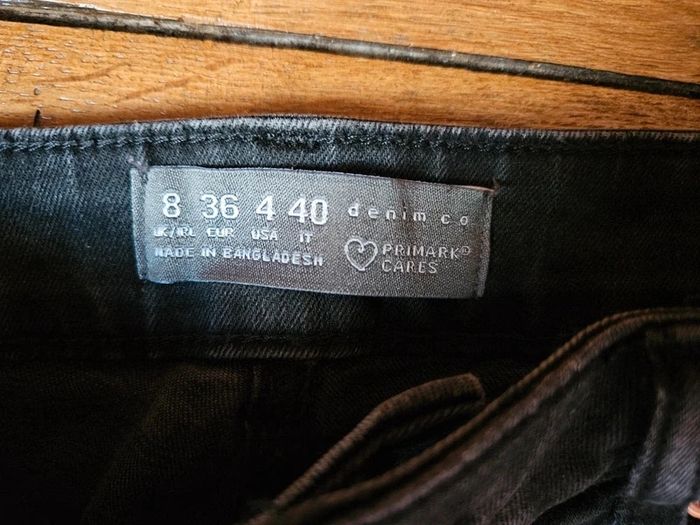 8 36 4 40 denim co
UK/IRL EUR USA IT
PRIMARK®
MADE IN BANGLADESH
CARES